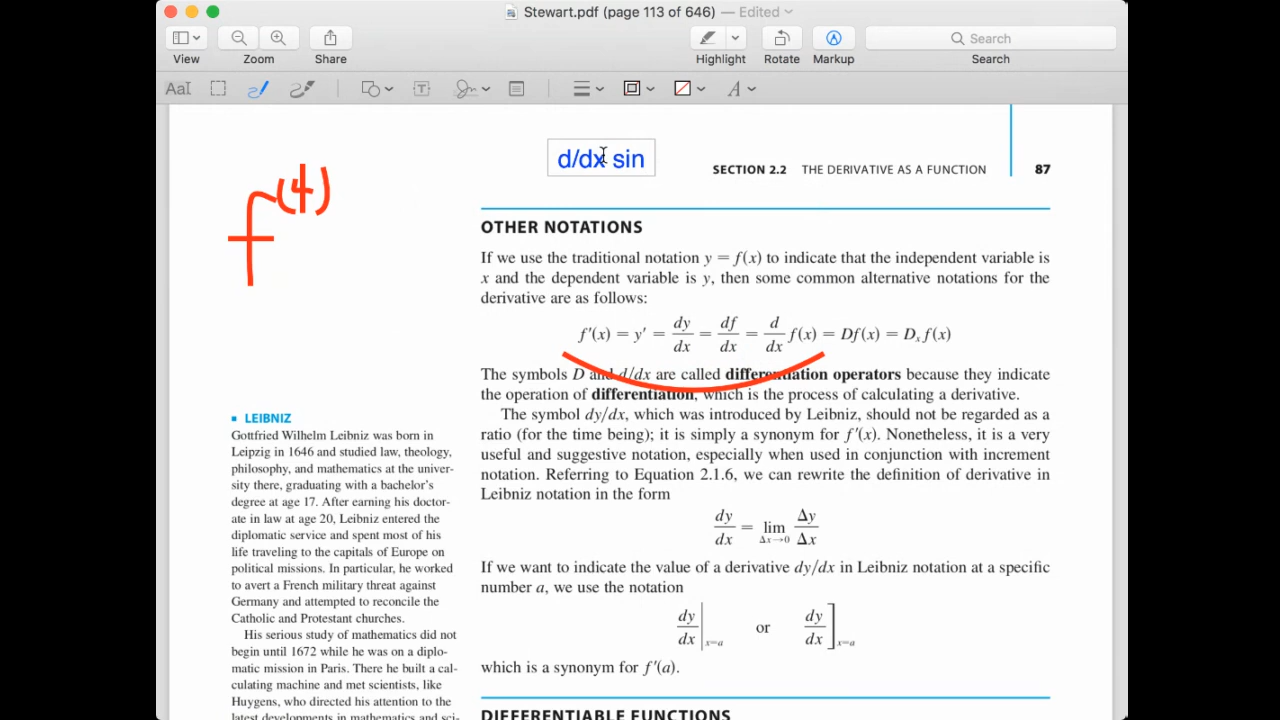 Stewart.pdf (page 113 of 646) — Edited
Search
View
Zoom
Share
Highlight
Rotate
Markup
Search
AaI
T
A
d/dx sin
SECTION 2.2 THE DERIVATIVE AS A FUNCTION 87
f(4)
OTHER NOTATIONS
If we use the traditional notation y = f(x) to indicate that the independent variable is
x and the dependent variable is y, then some common alternative notations for the
derivative are as follows:
f′(x) = y′ = dy/dx = df/dx = d/dx f(x) = Df(x) = Dₓ f(x)
The symbols D and d/dx are called differentiation operators because they indicate
the operation of differentiation, which is the process of calculating a derivative.
The symbol dy/dx, which was introduced by Leibniz, should not be regarded as a
ratio (for the time being); it is simply a synonym for f′(x). Nonetheless, it is a very
useful and suggestive notation, especially when used in conjunction with increment
notation. Referring to Equation 2.1.6, we can rewrite the definition of derivative in
Leibniz notation in the form
dy/dx = lim Δx→0 Δy/Δx
If we want to indicate the value of a derivative dy/dx in Leibniz notation at a specific
number a, we use the notation
dy/dx |x=a or dy/dx ]x=a
which is a synonym for f′(a).
DIFFERENTIABLE FUNCTIONS
LEIBNIZ
Gottfried Wilhelm Leibniz was born in
Leipzig in 1646 and studied law, theology,
philosophy, and mathematics at the univer-
sity there, graduating with a bachelor's
degree at age 17. After earning his doctor-
ate in law at age 20, Leibniz entered the
diplomatic service and spent most of his
life traveling to the capitals of Europe on
political missions. In particular, he worked
to avert a French military threat against
Germany and attempted to reconcile the
Catholic and Protestant churches.
His serious study of mathematics did not
begin until 1672 while he was on a diplo-
matic mission in Paris. There he built a cal-
culating machine and met scientists, like
Huygens, who directed his attention to the
latest developments in mathematics and sci-